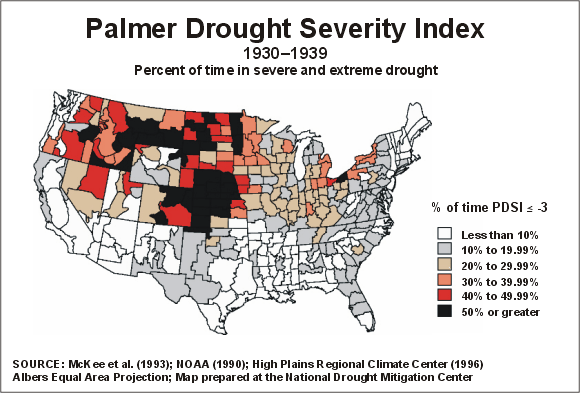 Palmer Drought Severity Index
1930–1939
Percent of time in severe and extreme drought
% of time PDSI ≤ -3
Less than 10%
10% to 19.99%
20% to 29.99%
30% to 39.99%
40% to 49.99%
50% or greater
SOURCE: McKee et al. (1993); NOAA (1990); High Plains Regional Climate Center (1996)
Albers Equal Area Projection; Map prepared at the National Drought Mitigation Center